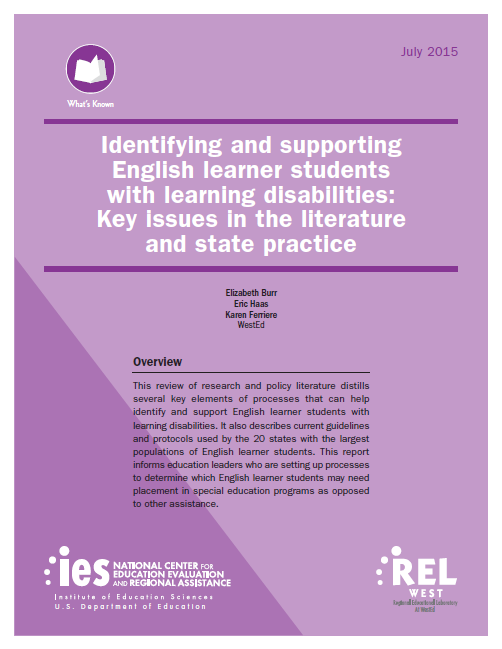 July 2015
What's Known
Identifying and supporting
English learner students
with learning disabilities:
Key issues in the literature
and state practice
Elizabeth Burr
Eric Haas
Karen Ferriere
WestEd
Overview
This review of research and policy literature distills
several key elements of processes that can help
identify and support English learner students with
learning disabilities. It also describes current guidelines
and protocols used by the 20 states with the largest
populations of English learner students. This report
informs education leaders who are setting up processes
to determine which English learner students may need
placement in special education programs as opposed
to other assistance.
ies NATIONAL CENTER FOR
EDUCATION EVALUATION
AND REGIONAL ASSISTANCE
Institute of Education Sciences
U.S. Department of Education
REL
WEST
Regional Educational Laboratory
At WestEd